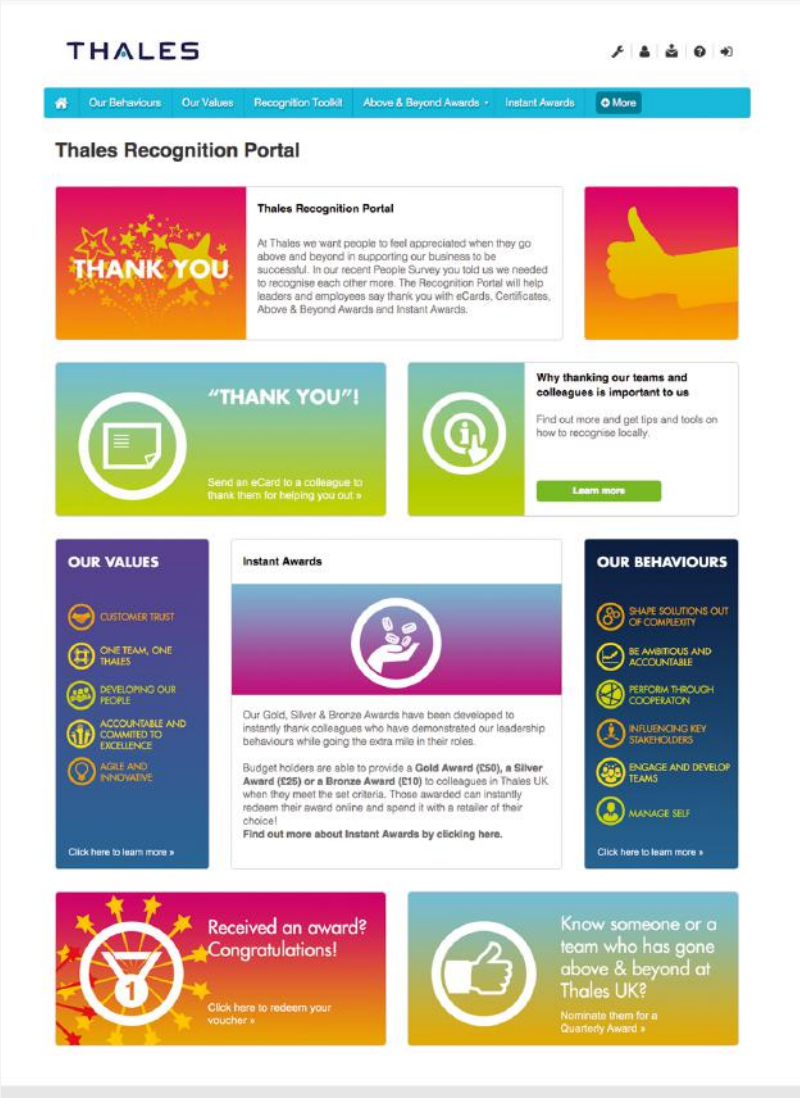 THALES
Our Behaviours
Our Values
Recognition Toolkit
Above & Beyond Awards
Instant Awards
More
Thales Recognition Portal
THANK YOU
Thales Recognition Portal
At Thales we want people to feel appreciated when they go
above and beyond in supporting our business to be
successful. In our recent People Survey you told us we needed
to recognise each other more. The Recognition Portal will help
leaders and employees say thank you with eCards, Certificates,
Above & Beyond Awards and Instant Awards.
“THANK YOU”!
Send an eCard to a colleague to
thank them for helping you out »
Why thanking our teams and
colleagues is important to us
Find out more and get tips and tools on
how to recognise locally.
Learn more
OUR VALUES
CUSTOMER TRUST
ONE TEAM, ONE
THALES
DEVELOPING OUR
PEOPLE
ACCOUNTABLE AND
COMMITED TO
EXCELLENCE
AGILE AND
INNOVATIVE
Click here to learn more »
Instant Awards
Our Gold, Silver & Bronze Awards have been developed to
instantly thank colleagues who have demonstrated our leadership
behaviours while going the extra mile in their roles.
Budget holders are able to provide a Gold Award (£50), a Silver
Award (£25) or a Bronze Award (£10) to colleagues in Thales UK
when they meet the set criteria. Those awarded can instantly
redeem their award online and spend it with a retailer of their
choice!
Find out more about Instant Awards by clicking here.
OUR BEHAVIOURS
SHAPE SOLUTIONS OUT
OF COMPLEXITY
BE AMBITIOUS AND
ACCOUNTABLE
PERFORM THROUGH
COOPERATON
INFLUENCING KEY
STAKEHOLDERS
ENGAGE AND DEVELOP
TEAMS
MANAGE SELF
Click here to learn more »
1
Received an award?
Congratulations!
Click here to redeem your
voucher »
Know someone or a
team who has gone
above & beyond at
Thales UK?
Nominate them for a
Quarterly Award »